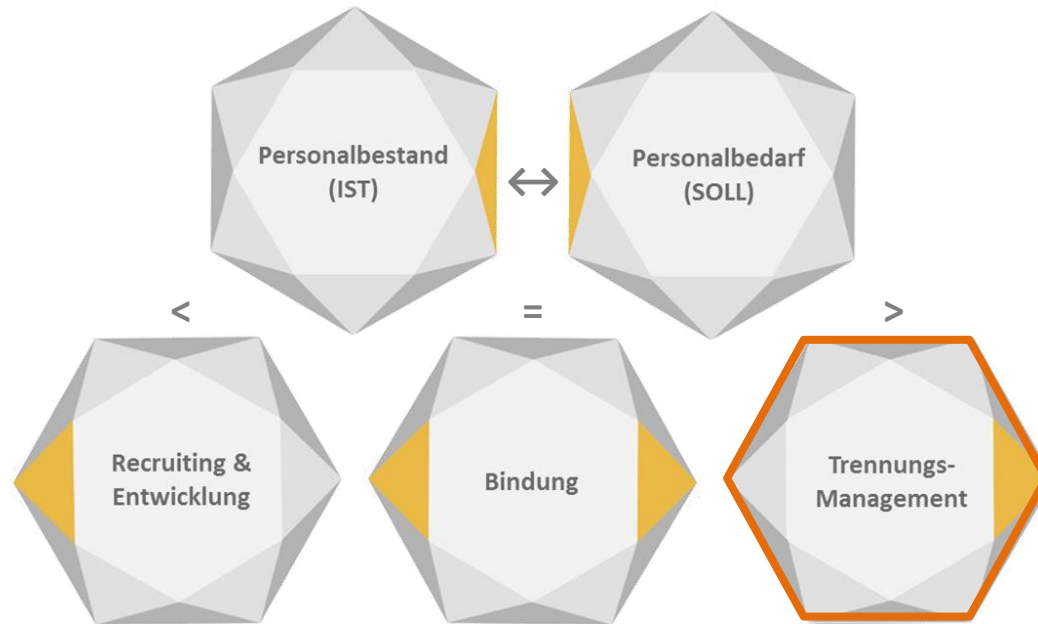 Personalbestand
(IST)
↔
Personalbedarf
(SOLL)
<
=
>
Recruiting &
Entwicklung
Bindung
Trennungs-
Management